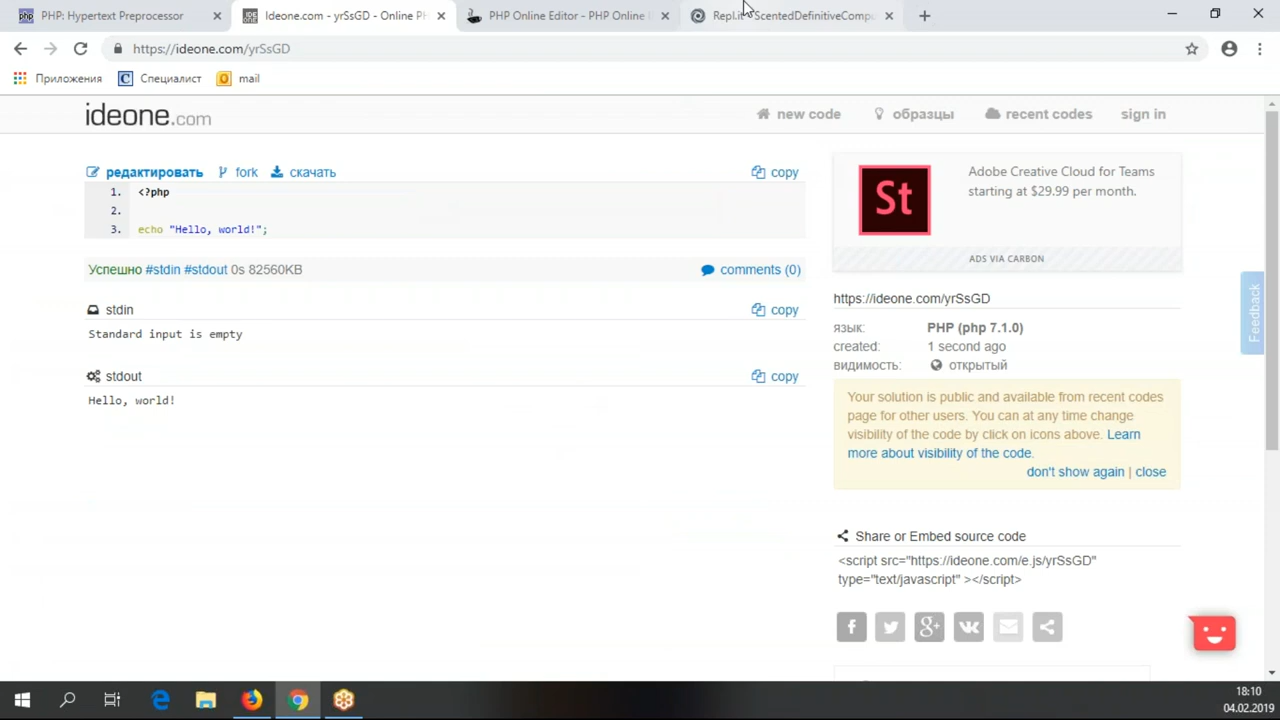 PHP: Hypertext Preprocessor
Ideone.com - yrSsGD - Online PH
PHP Online Editor - PHP Online I
Repl.it - ScentedDefinitiveCompu
https://ideone.com/yrSsGD
Приложения
Специалист
mail
ideone.com
new code
образцы
recent codes
sign in
редактировать
fork
скачать
copy
1. <?php
2.
3. echo "Hello, world!";
Успешно #stdin #stdout 0s 82560KB
comments (0)
stdin
copy
Standard input is empty
stdout
copy
Hello, world!
St
Adobe Creative Cloud for Teams
starting at $29.99 per month.
ADS VIA CARBON
https://ideone.com/yrSsGD
язык: PHP (php 7.1.0)
created: 1 second ago
видимость: открытый
Your solution is public and available from recent codes
page for other users. You can at any time change
visibility of the code by click on icons above. Learn
more about visibility of the code.
don't show again | close
Share or Embed source code
<script src="https://ideone.com/e.js/yrSsGD"
type="text/javascript" ></script>
Feedback
18:10
04.02.2019